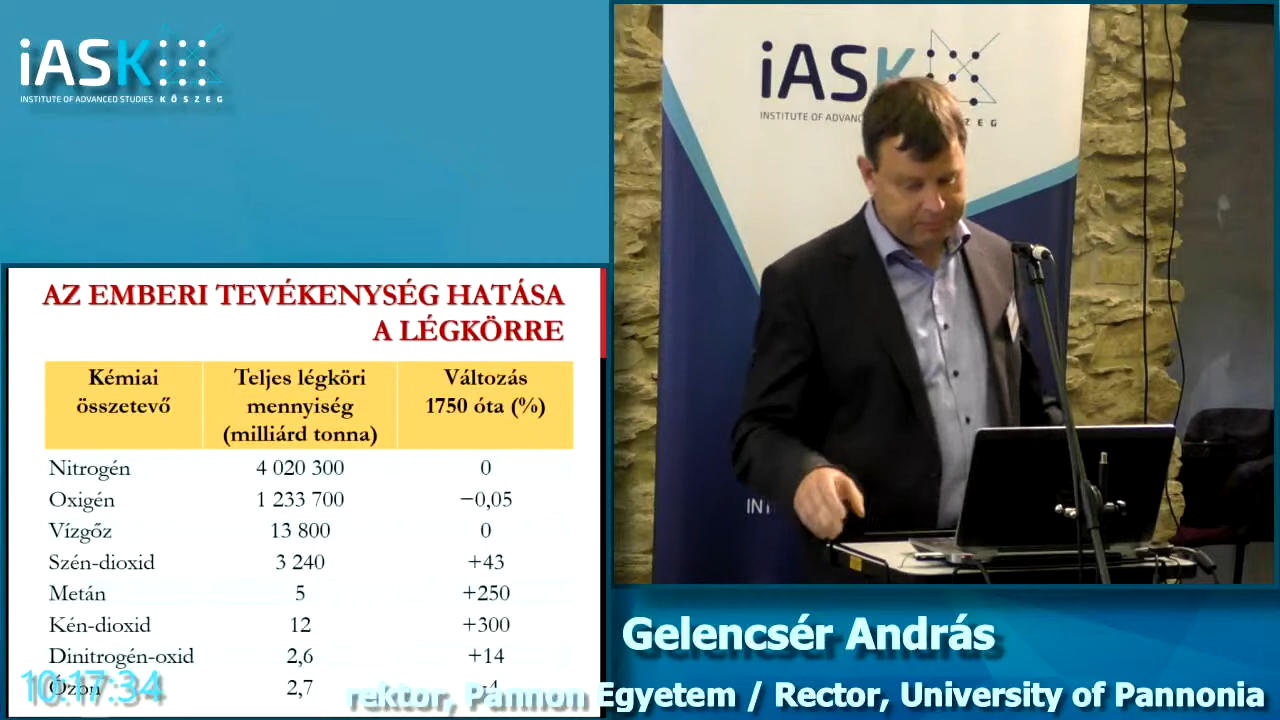 iASK
INSTITUTE OF ADVANCED STUDIES KŐSZEG
AZ EMBERI TEVÉKENYSÉG HATÁSA
A LÉGKÖRRE
Kémiai összetevő Teljes légköri mennyiség (milliárd tonna) Változás 1750 óta (%)
Nitrogén 4 020 300 0
Oxigén 1 233 700 −0,05
Vízgőz 13 800 0
Szén-dioxid 3 240 +43
Metán 5 +250
Kén-dioxid 12 +300
Dinitrogén-oxid 2,6 +14
Ózon 2,7
10:17:34
iASK
INSTITUTE OF ADVANC
ZEG
IN
Gelencsér András
rektor, Pannon Egyetem / Rector, University of Pannonia